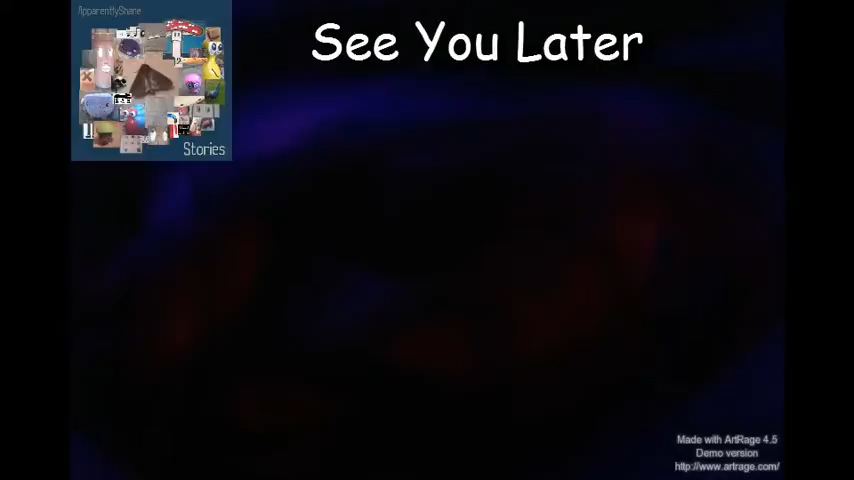 ApparentlyShane
See You Later
Stories
Made with ArtRage 4.5
Demo version
http://www.artrage.com/